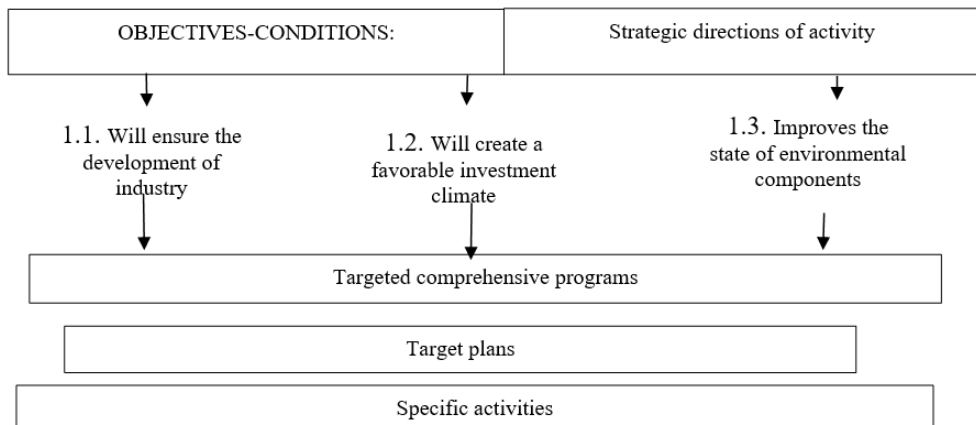 OBJECTIVES-CONDITIONS:
Strategic directions of activity
1.1. Will ensure the
development of
industry
1.2. Will create a
favorable investment
climate
1.3. Improves the
state of environmental
components
Targeted comprehensive programs
Target plans
Specific activities